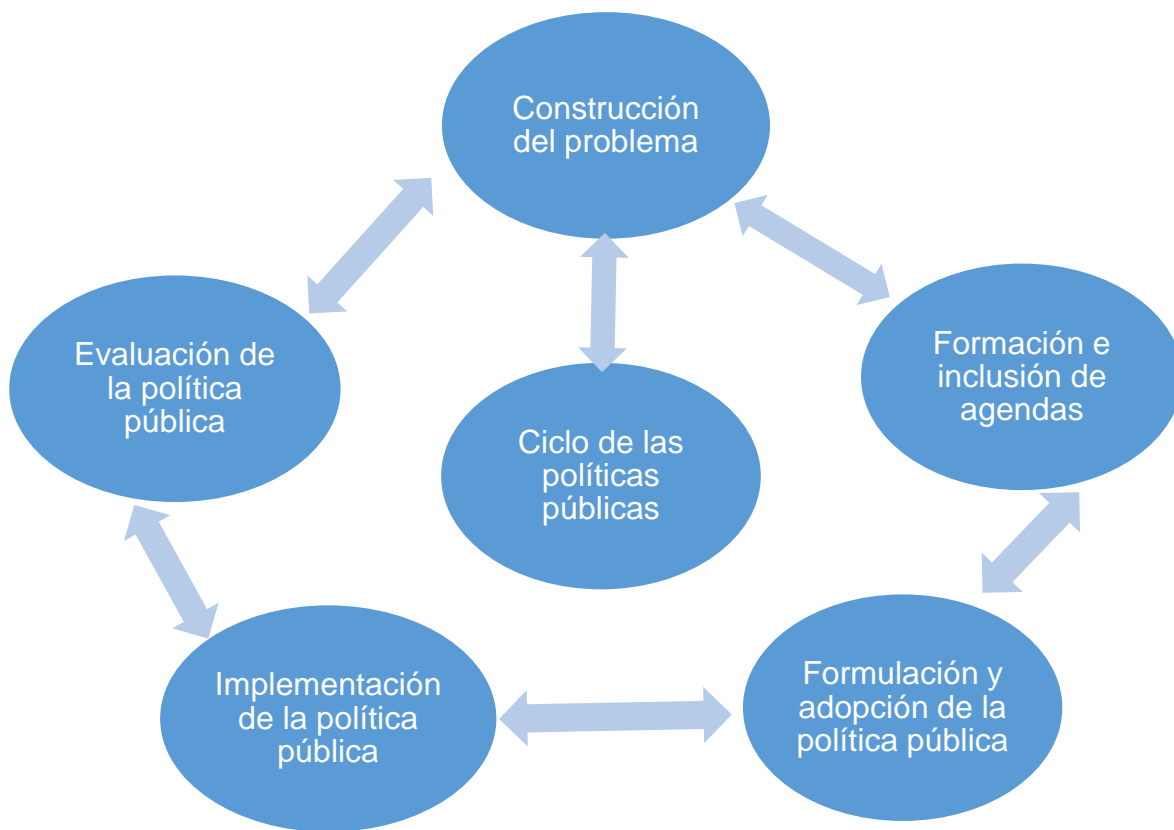 Construcción
del problema
Formación e
inclusión de
agendas
Formulación y
adopción de la
política pública
Implementación
de la política
pública
Evaluación de
la política
pública
Ciclo de las
políticas
públicas